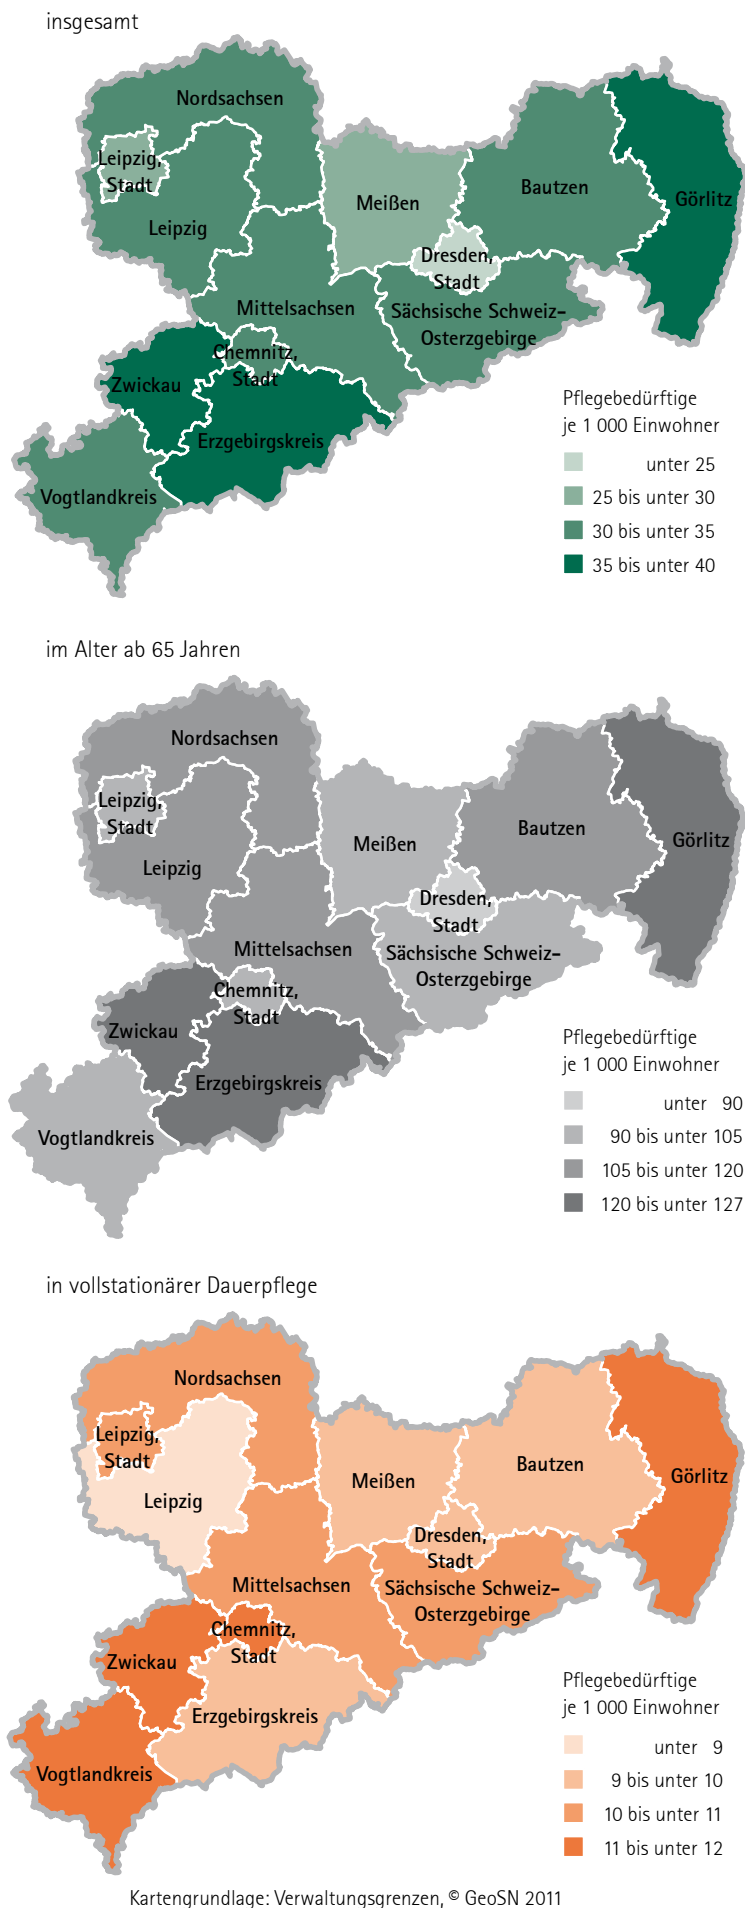 insgesamt
Nordsachsen
Leipzig,
Stadt
Leipzig
Meißen
Bautzen
Görlitz
Dresden,
Stadt
Mittelsachsen
Sächsische Schweiz-
Osterzgebirge
Chemnitz,
Stadt
Zwickau
Erzgebirgskreis
Vogtlandkreis
Pflegebedürftige
je 1 000 Einwohner
unter 25
25 bis unter 30
30 bis unter 35
35 bis unter 40
im Alter ab 65 Jahren
Nordsachsen
Leipzig,
Stadt
Leipzig
Meißen
Bautzen
Görlitz
Dresden,
Stadt
Mittelsachsen
Sächsische Schweiz-
Osterzgebirge
Chemnitz,
Stadt
Zwickau
Erzgebirgskreis
Vogtlandkreis
Pflegebedürftige
je 1 000 Einwohner
unter 90
90 bis unter 105
105 bis unter 120
120 bis unter 127
in vollstationärer Dauerpflege
Nordsachsen
Leipzig,
Stadt
Leipzig
Meißen
Bautzen
Görlitz
Dresden,
Stadt
Mittelsachsen
Sächsische Schweiz-
Osterzgebirge
Chemnitz,
Stadt
Zwickau
Erzgebirgskreis
Vogtlandkreis
Pflegebedürftige
je 1 000 Einwohner
unter 9
9 bis unter 10
10 bis unter 11
11 bis unter 12
Kartengrundlage: Verwaltungsgrenzen, © GeoSN 2011